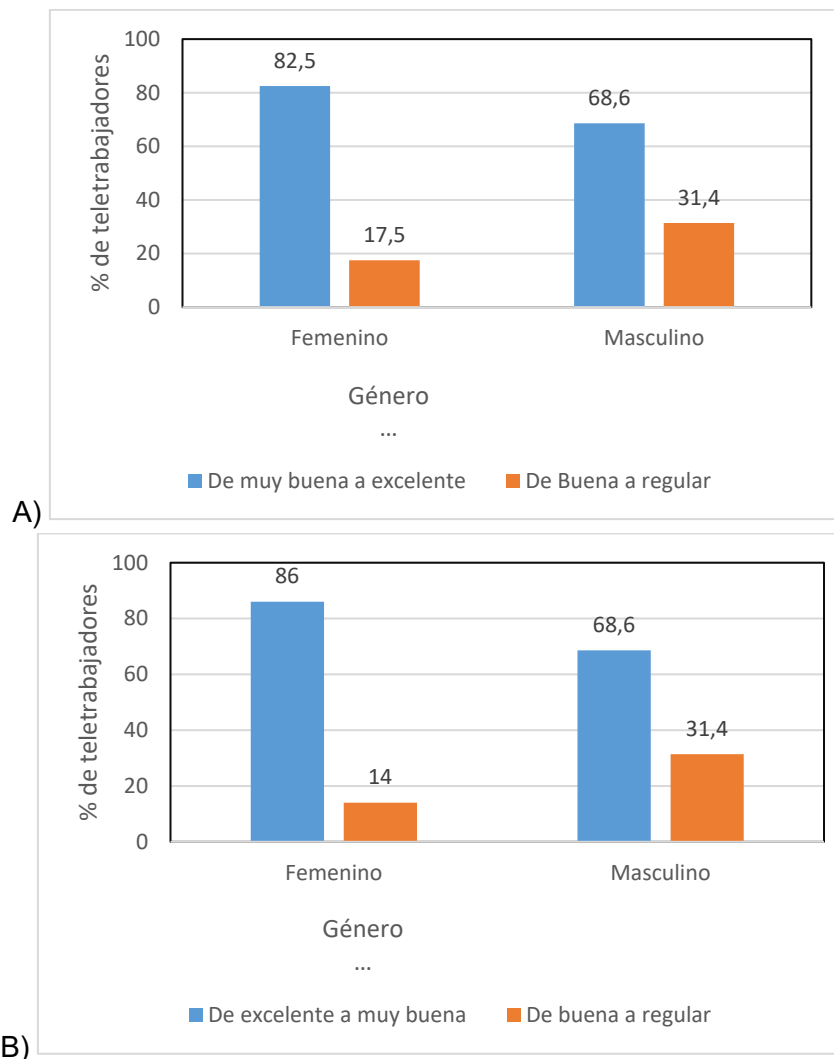 100
82,5
80
68,6
60
40
31,4
20
17,5
0
% de teletrabajadores
Femenino
Masculino
Género
...
De muy buena a excelente
De Buena a regular
A)
100
86
80
68,6
60
40
31,4
20
14
0
% de teletrabajadores
Femenino
Masculino
Género
...
De excelente a muy buena
De buena a regular
B)